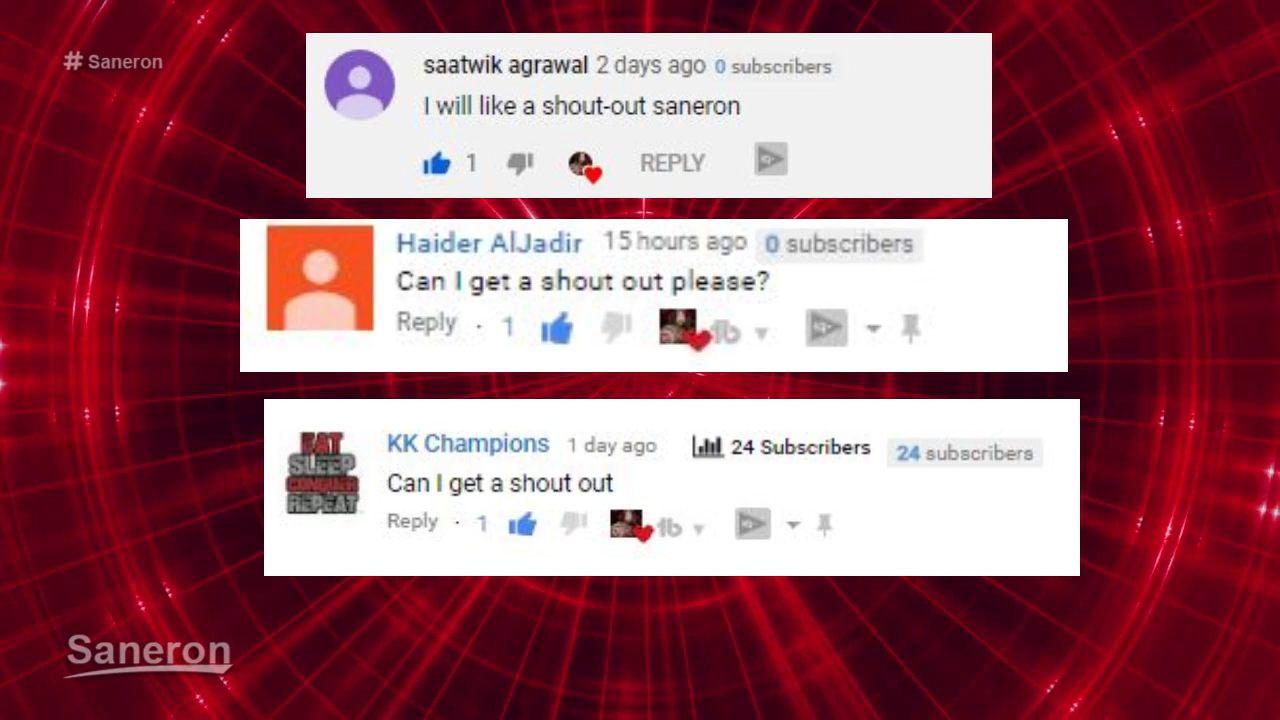 # Saneron
saatwik agrawal 2 days ago 0 subscribers
I will like a shout-out saneron
1 REPLY
Haider AlJadir 15 hours ago 0 subscribers
Can I get a shout out please?
Reply · 1
KK Champions 1 day ago 24 Subscribers 24 subscribers
EAT
SLEEP
CONQUER
REPEAT
Can I get a shout out
Reply · 1
Saneron